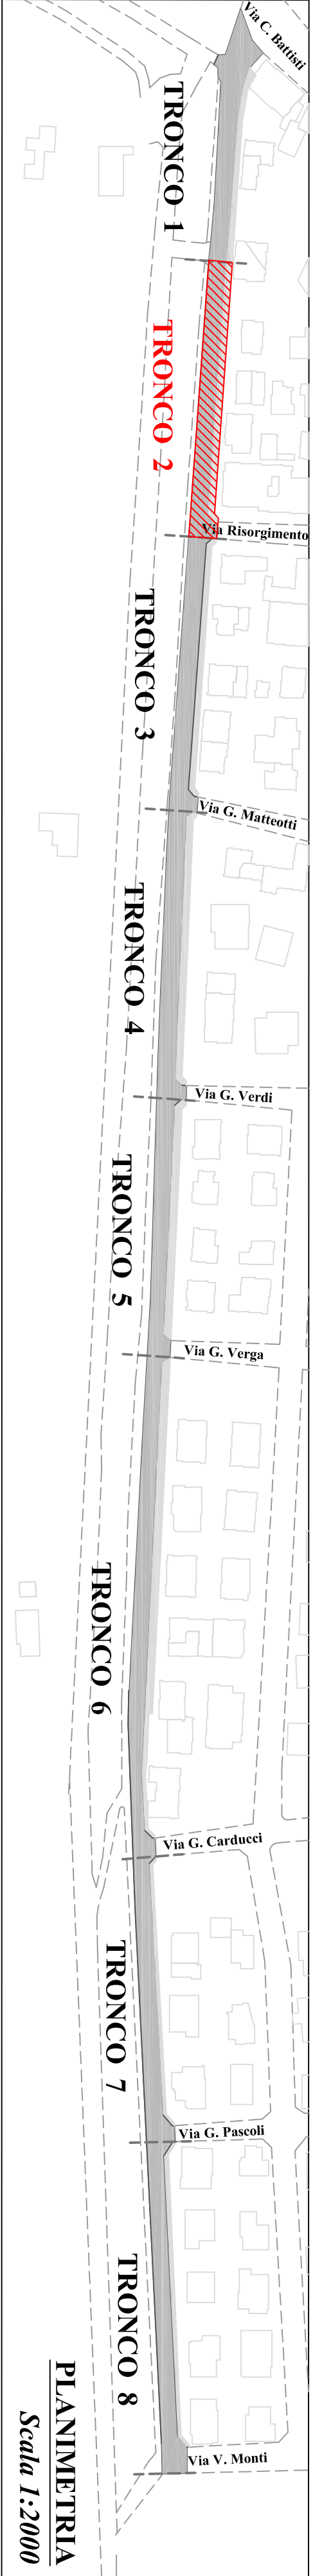 Via C. Battisti
TRONCO 1
TRONCO 2
Via Risorgimento
TRONCO 3
Via G. Matteotti
TRONCO 4
Via G. Verdi
TRONCO 5
Via G. Verga
TRONCO 6
Via G. Carducci
TRONCO 7
Via G. Pascoli
TRONCO 8
Via V. Monti
PLANIMETRIA
Scala 1:2000